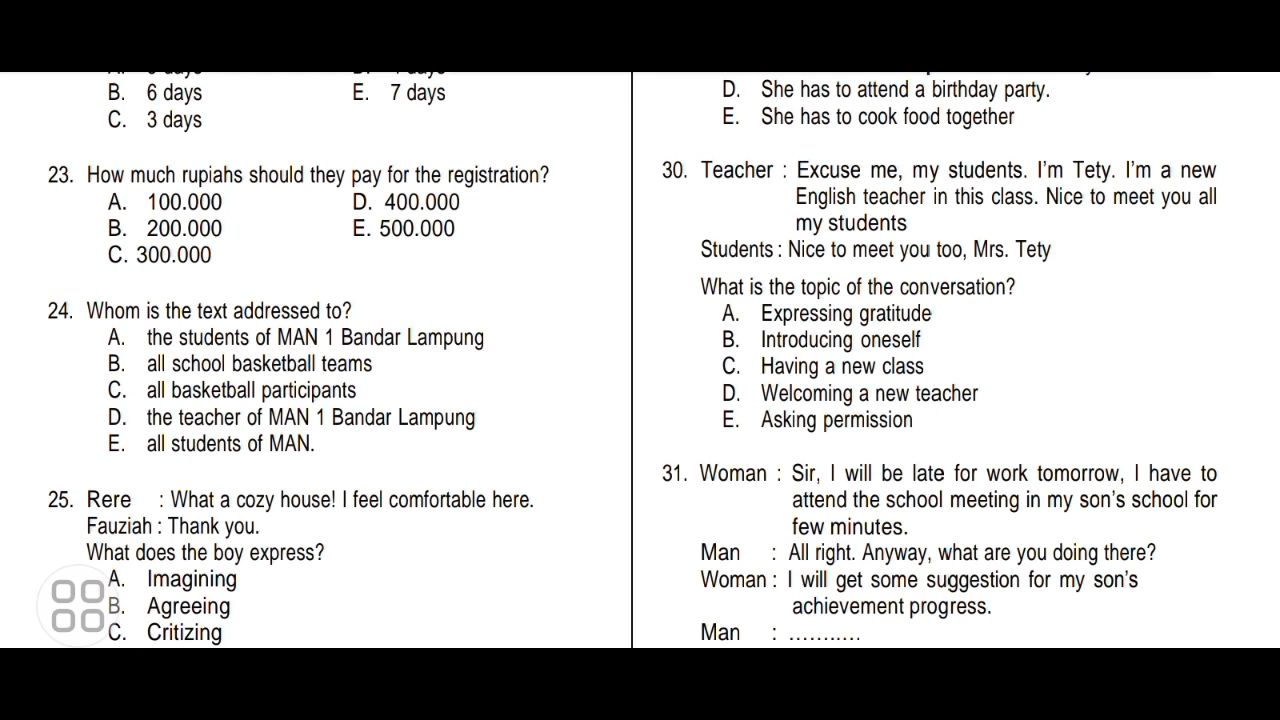 B. 6 days E. 7 days
C. 3 days
23. How much rupiahs should they pay for the registration?
A. 100.000 D. 400.000
B. 200.000 E. 500.000
C. 300.000
24. Whom is the text addressed to?
A. the students of MAN 1 Bandar Lampung
B. all school basketball teams
C. all basketball participants
D. the teacher of MAN 1 Bandar Lampung
E. all students of MAN.
25. Rere : What a cozy house! I feel comfortable here.
Fauziah : Thank you.
What does the boy express?
A. Imagining
B. Agreeing
C. Critizing
D. She has to attend a birthday party.
E. She has to cook food together
30. Teacher : Excuse me, my students. I'm Tety. I'm a new
English teacher in this class. Nice to meet you all
my students
Students : Nice to meet you too, Mrs. Tety
What is the topic of the conversation?
A. Expressing gratitude
B. Introducing oneself
C. Having a new class
D. Welcoming a new teacher
E. Asking permission
31. Woman : Sir, I will be late for work tomorrow, I have to
attend the school meeting in my son's school for
few minutes.
Man : All right. Anyway, what are you doing there?
Woman : I will get some suggestion for my son's
achievement progress.
Man : ...........